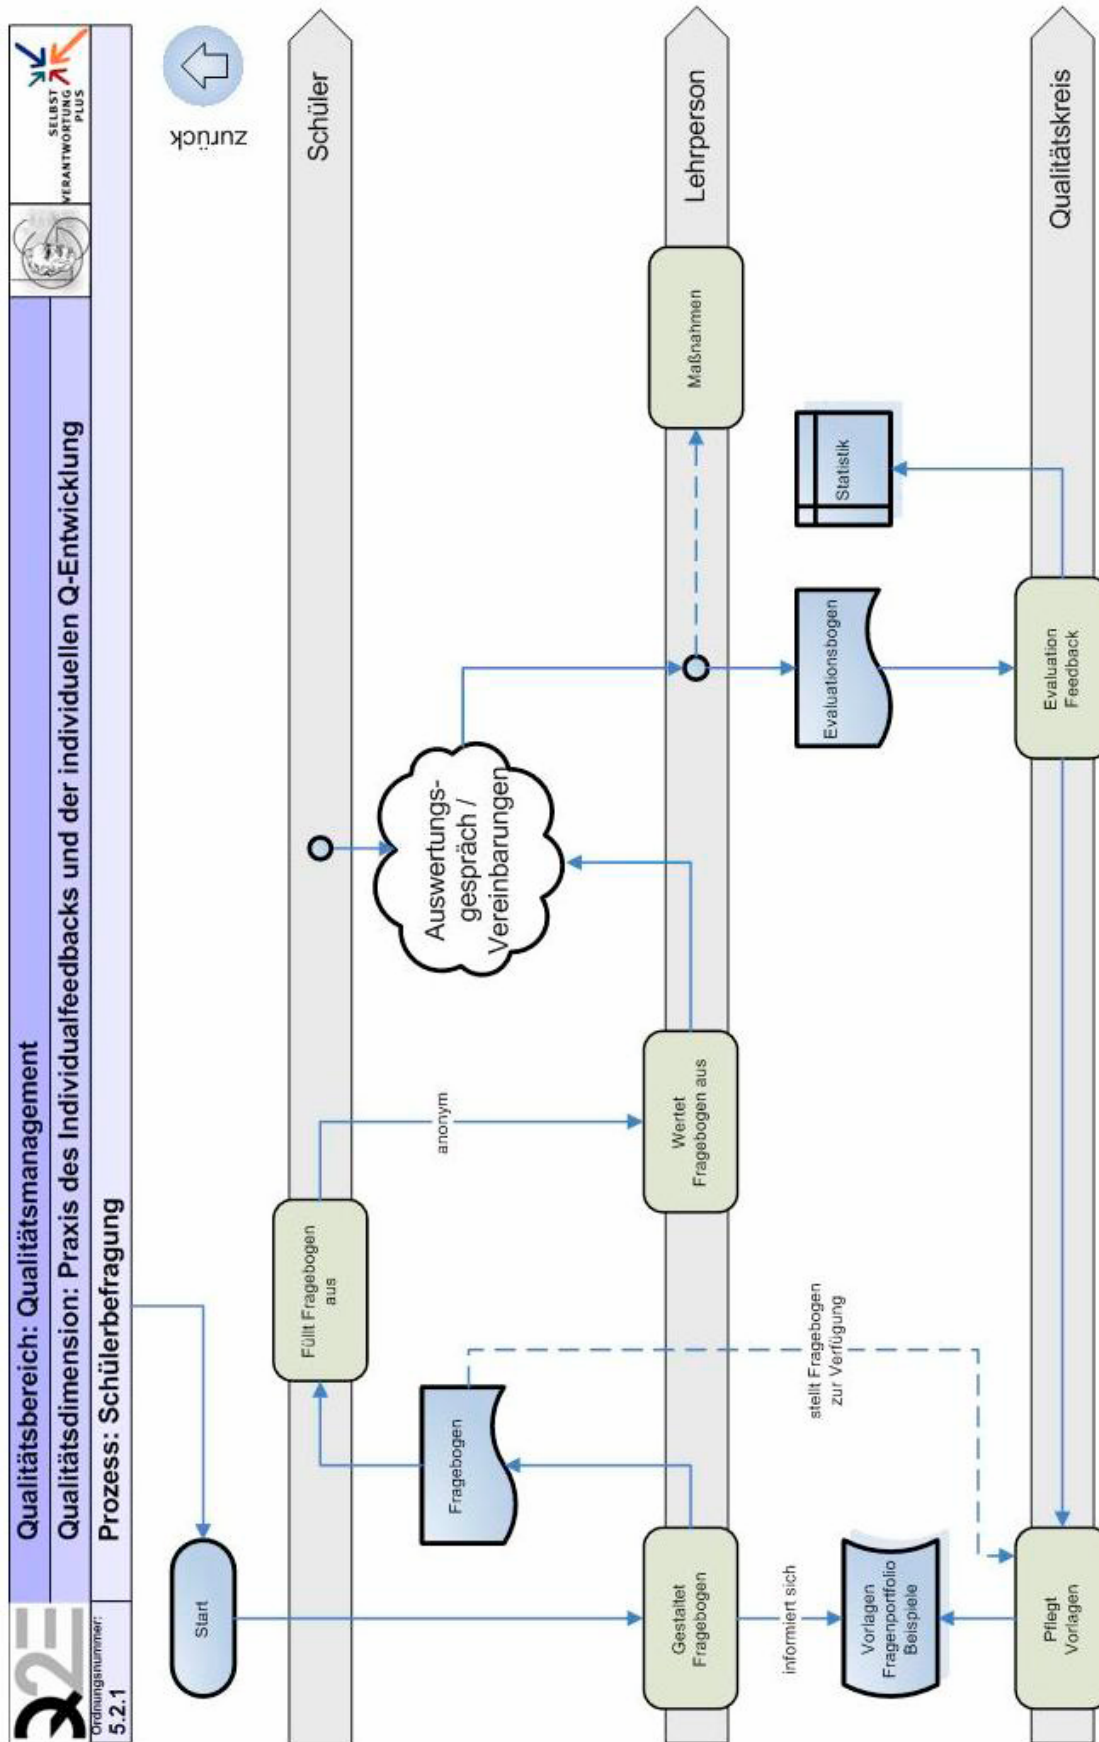 Q2E
Qualitätsbereich: Qualitätsmanagement
Qualitätsdimension: Praxis des Individualfeedbacks und der individuellen Q-Entwicklung
Ordnungsnummer:
5.2.1
Prozess: Schülerbefragung
SELBST
VERANTWORTUNG
PLUS
zurück
Start
Schüler
Füllt Fragebogen
aus
Fragebogen
anonym
Auswertungs-
gespräch /
Vereinbarungen
Lehrperson
Gestaltet
Fragebogen
Wertet
Fragebogen aus
Maßnahmen
informiert sich
stellt Fragebogen
zur Verfügung
Vorlagen
Fragenportfolio
Beispiele
Evaluationsbogen
Statistik
Qualitätskreis
Pflegt
Vorlagen
Evaluation
Feedback